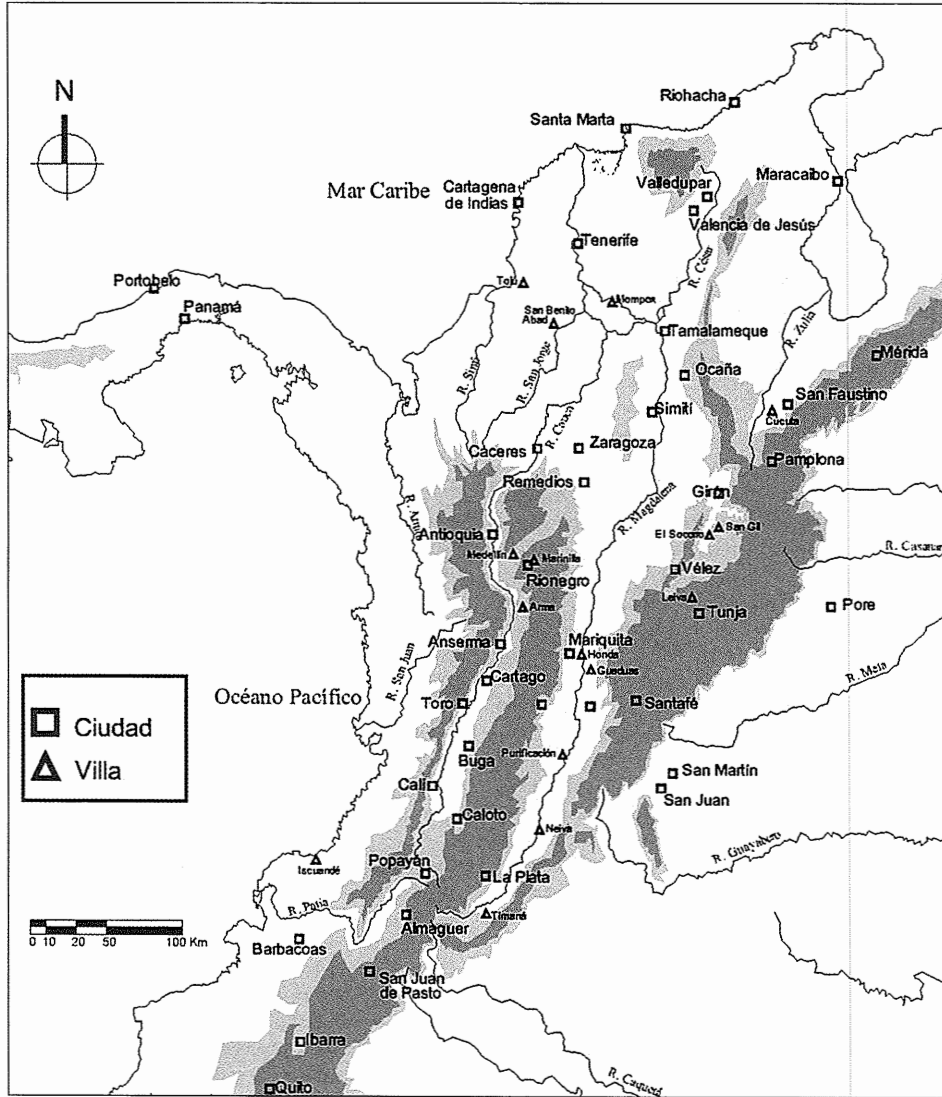 N
Riohacha
Santa Marta
Mar Caribe
Cartagena
de Indias
Valledupar
Maracaibo
Valencia de Jesús
Tenerife
R. César
Portobelo
Panamá
Tolú
Mompox
San Benito
Abad
Tamalameque
R. Zulia
Mérida
R. Sinú
R. San Jorge
Ocaña
San Faustino
Simití
Cucuta
R. Cauca
Cáceres
Zaragoza
Pamplona
Remedios
Girón
R. Magdalena
San Gil
El Socorro
Antioquia
Medellín
Marinilla
Rionegro
Vélez
Leiva
Tunja
Pore
Arma
R. San Juan
Anserma
Mariquita
Honda
Guaduas
R. Meta
Océano Pacífico
Cartago
Toro
Santafé
Ciudad
Villa
Buga
Purificación
San Martín
San Juan
Cali
Caloto
Neiva
R. Guayabero
Iscuandé
Popayán
La Plata
R. Patía
Timaná
Almaguer
0 10 20 50 100 Km
Barbacoas
San Juan
de Pasto
Ibarra
R. Caquetá
Quito